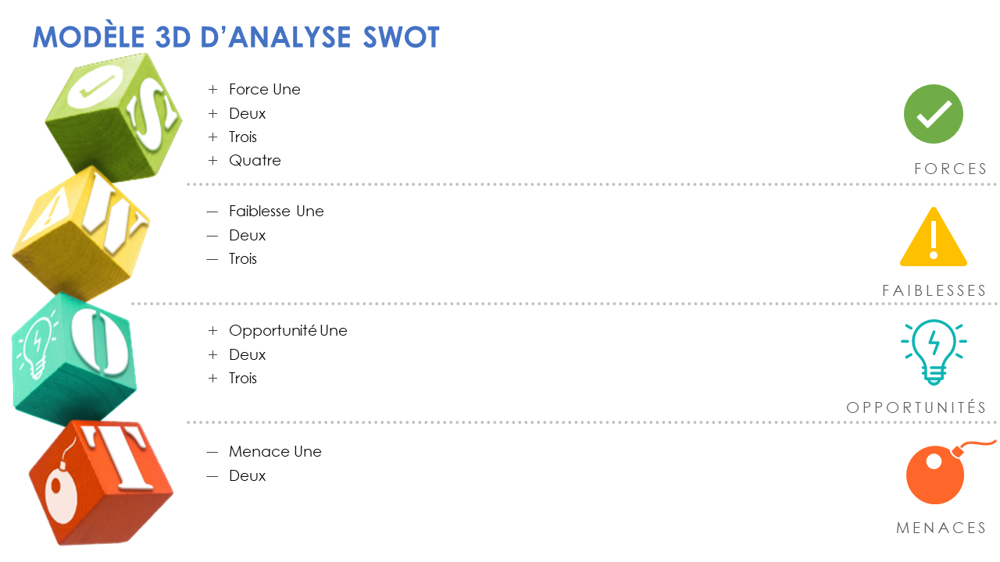 MODÈLE 3D D’ANALYSE SWOT
S
+ Force Une
+ Deux
+ Trois
+ Quatre
FORCES
W
— Faiblesse Une
— Deux
— Trois
FAIBLESSES
O
+ Opportunité Une
+ Deux
+ Trois
OPPORTUNITÉS
T
— Menace Une
— Deux
MENACES